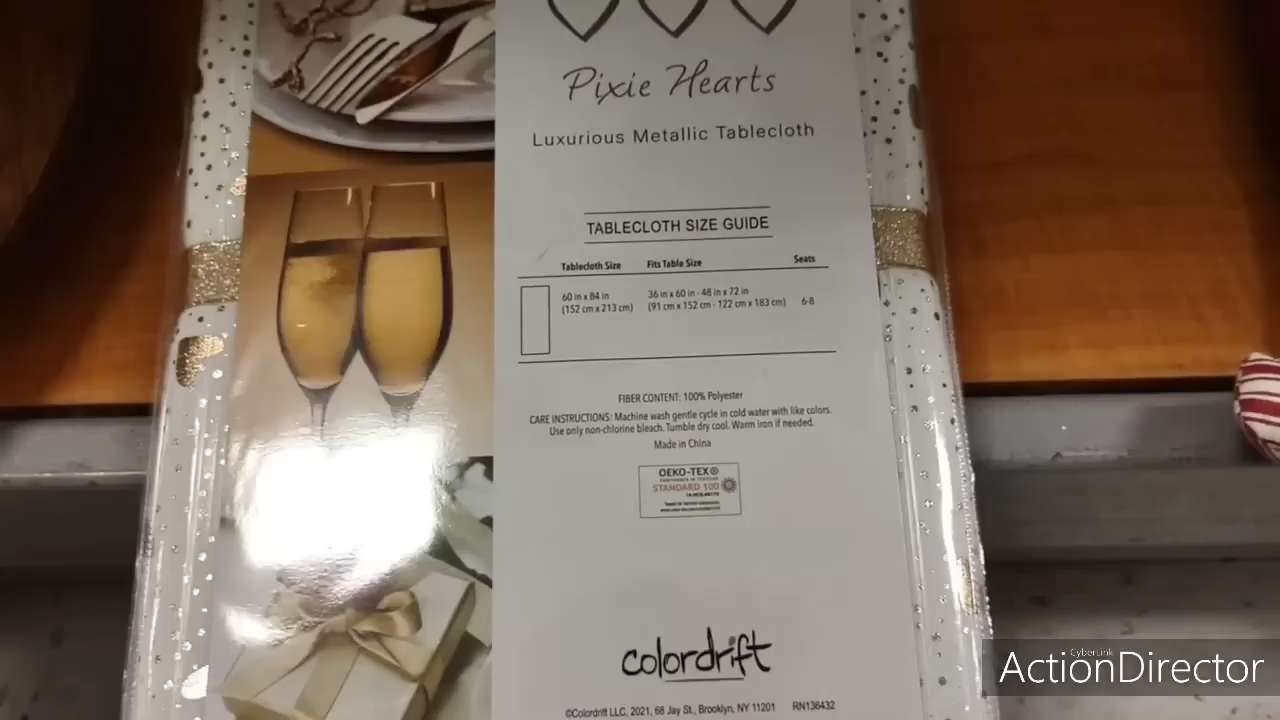 Pixie Hearts
Luxurious Metallic Tablecloth
TABLECLOTH SIZE GUIDE
Tablecloth Size Fits Table Size Seats
60 in x 84 in 36 in x 60 in - 48 in x 72 in
(152 cm x 213 cm) (91 cm x 152 cm - 122 cm x 183 cm) 6-8
FIBER CONTENT: 100% Polyester
CARE INSTRUCTIONS: Machine wash gentle cycle in cold water with like colors.
Use only non-chlorine bleach. Tumble dry cool. Warm iron if needed.
Made in China
OEKO-TEX®
CONFIDENCE IN TEXTILES
STANDARD 100
colordrift
©Colordrift LLC, 2021, 68 Jay St., Brooklyn, NY 11201 RN136432
CyberLink
ActionDirector